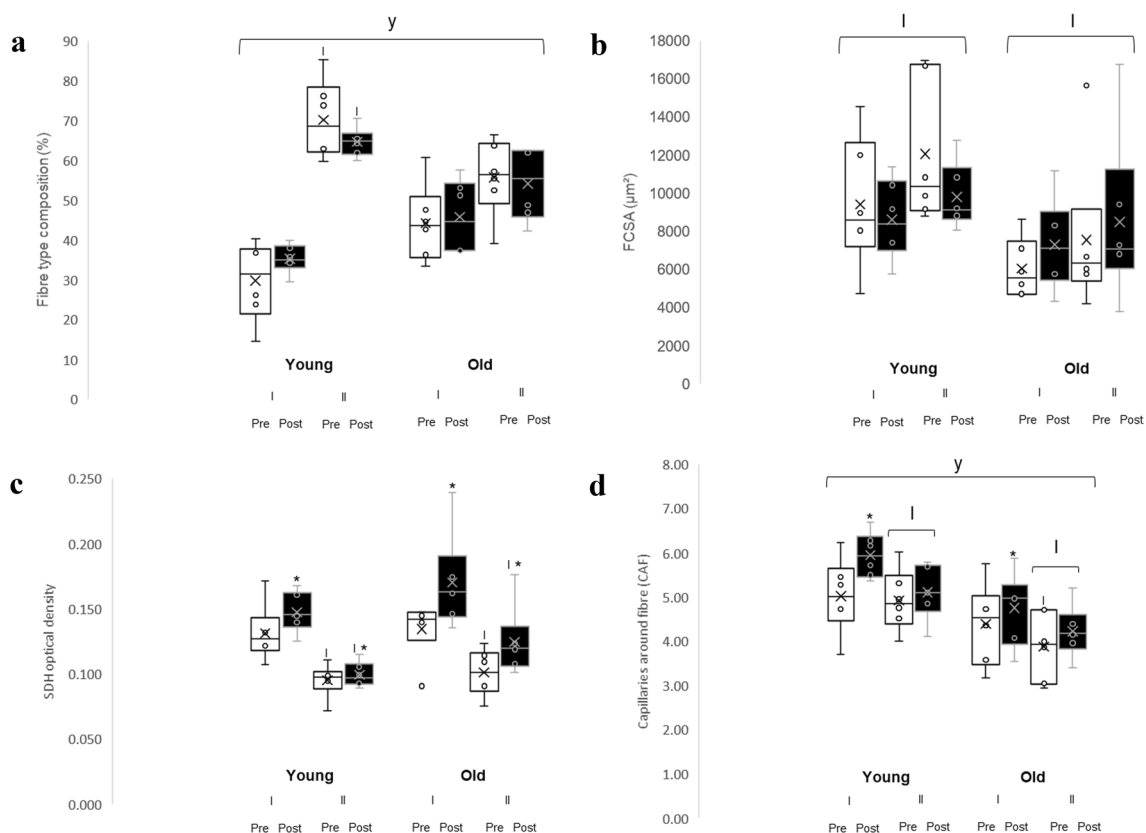 a
y
90
80
70
60
50
40
30
20
10
0
Fibre type composition (%)
I
I
Young
Old
I
II
I
II
Pre Post
Pre Post
Pre Post
Pre Post
b
I
I
18000
16000
14000
12000
10000
8000
6000
4000
2000
0
FCSA (µm²)
Young
Old
I
II
I
II
Pre Post
Pre Post
Pre Post
Pre Post
c
0.250
0.200
0.150
0.100
0.050
0.000
SDH optical density
*
I
I *
*
I
I *
Young
Old
I
II
I
II
Pre Post
Pre Post
Pre Post
Pre Post
d
y
8.00
7.00
6.00
5.00
4.00
3.00
2.00
1.00
0.00
Capillaries around fibre (CAF)
*
I
*
I
I
Young
Old
I
II
I
II
Pre Post
Pre Post
Pre Post
Pre Post